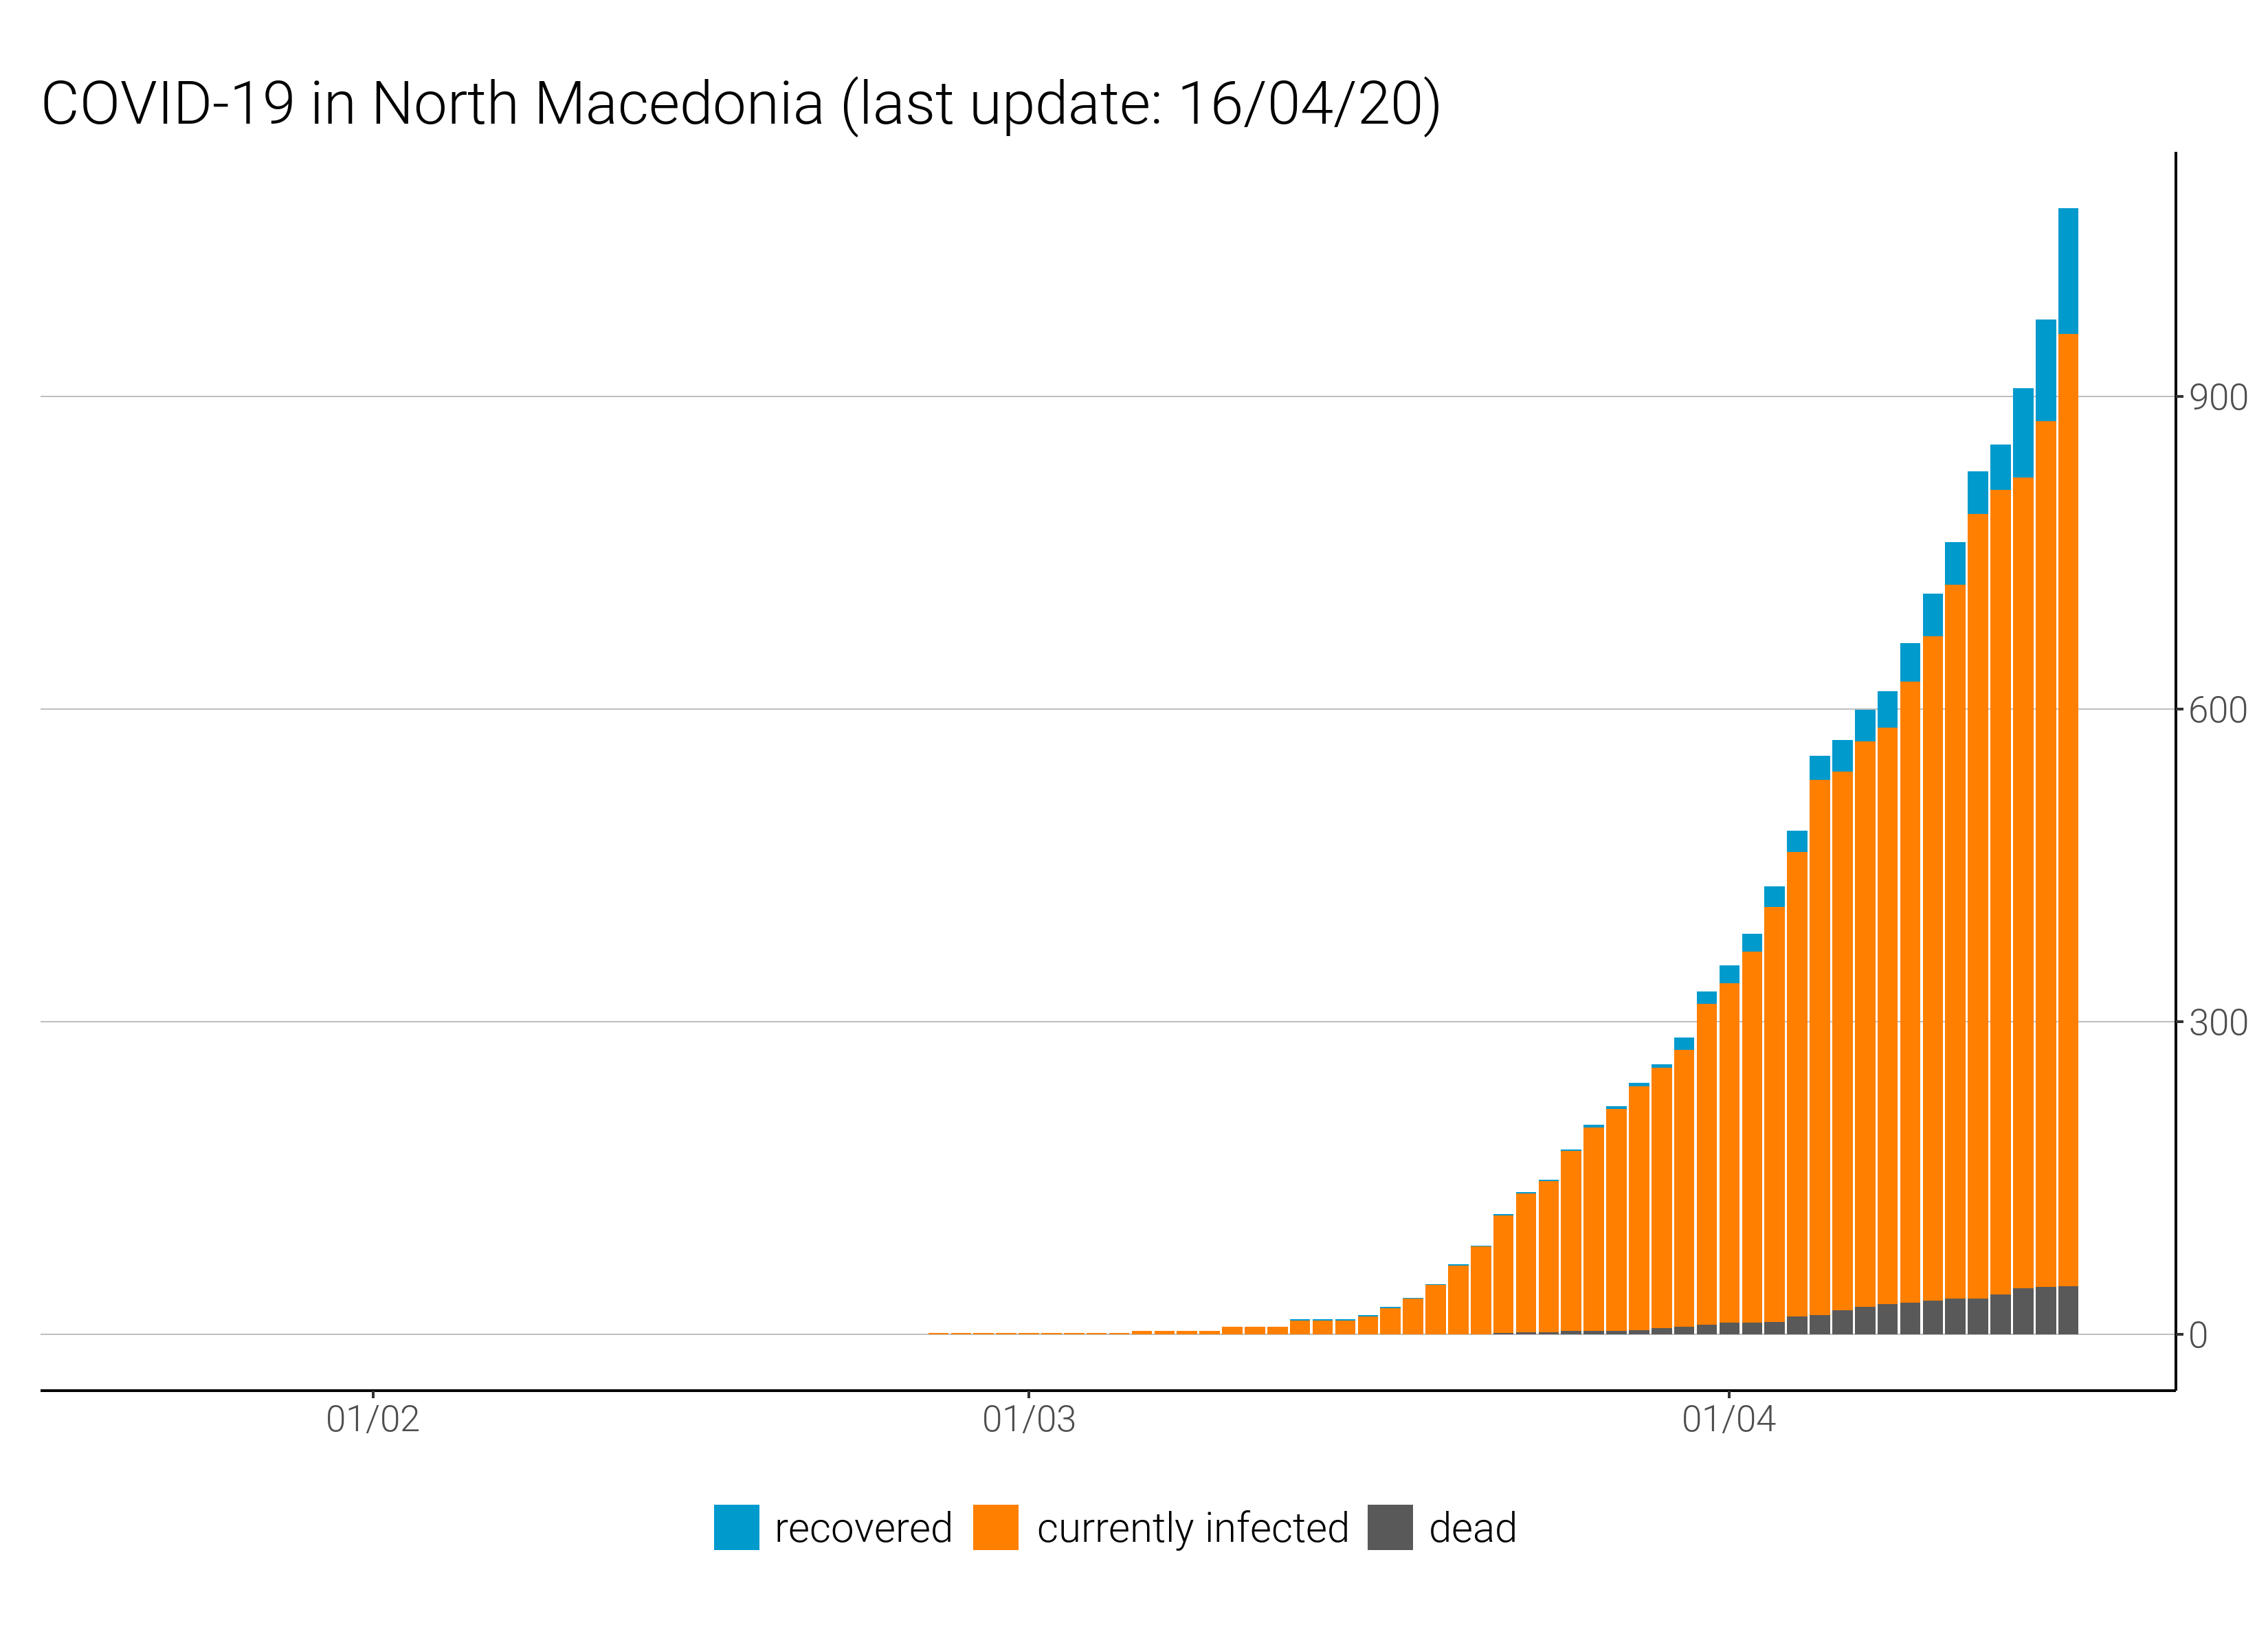 COVID-19 in North Macedonia (last update: 16/04/20)
900
600
300
0
01/02 01/03 01/04
recovered currently infected dead